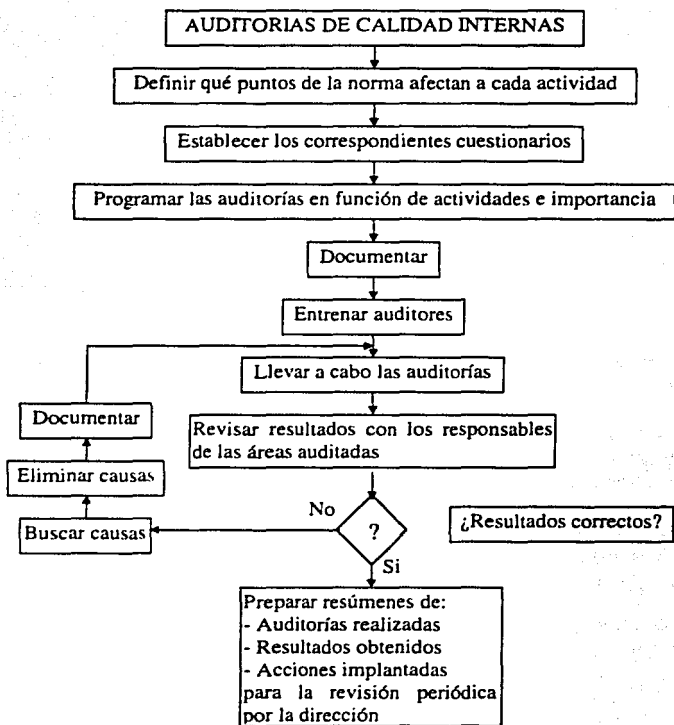 AUDITORIAS DE CALIDAD INTERNAS
Definir qué puntos de la norma afectan a cada actividad
Establecer los correspondientes cuestionarios
Programar las auditorías en función de actividades e importancia
Documentar
Entrenar auditores
Llevar a cabo las auditorías
Documentar
Revisar resultados con los responsables
de las áreas auditadas
Eliminar causas
No
Buscar causas
?
¿Resultados correctos?
Si
Preparar resúmenes de:
- Auditorías realizadas
- Resultados obtenidos
- Acciones implantadas
para la revisión periódica
por la dirección